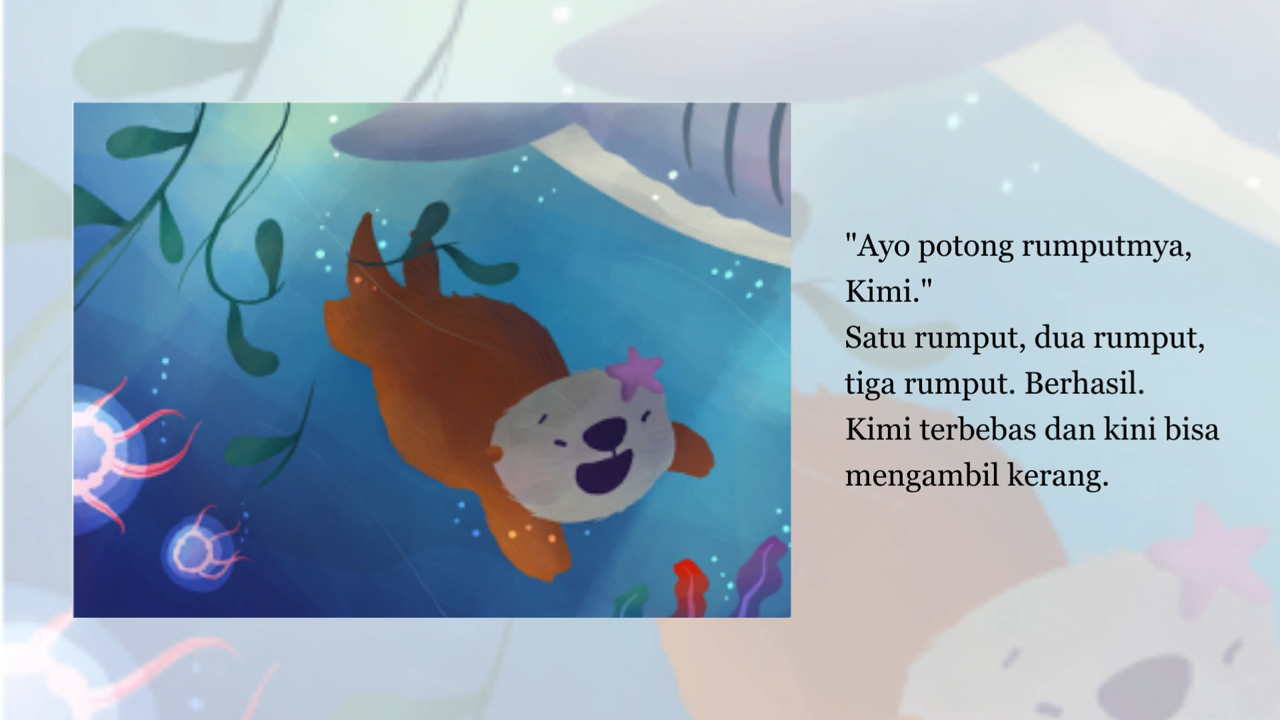 "Ayo potong rumputmya,
Kimi."
Satu rumput, dua rumput,
tiga rumput. Berhasil.
Kimi terbebas dan kini bisa
mengambil kerang.